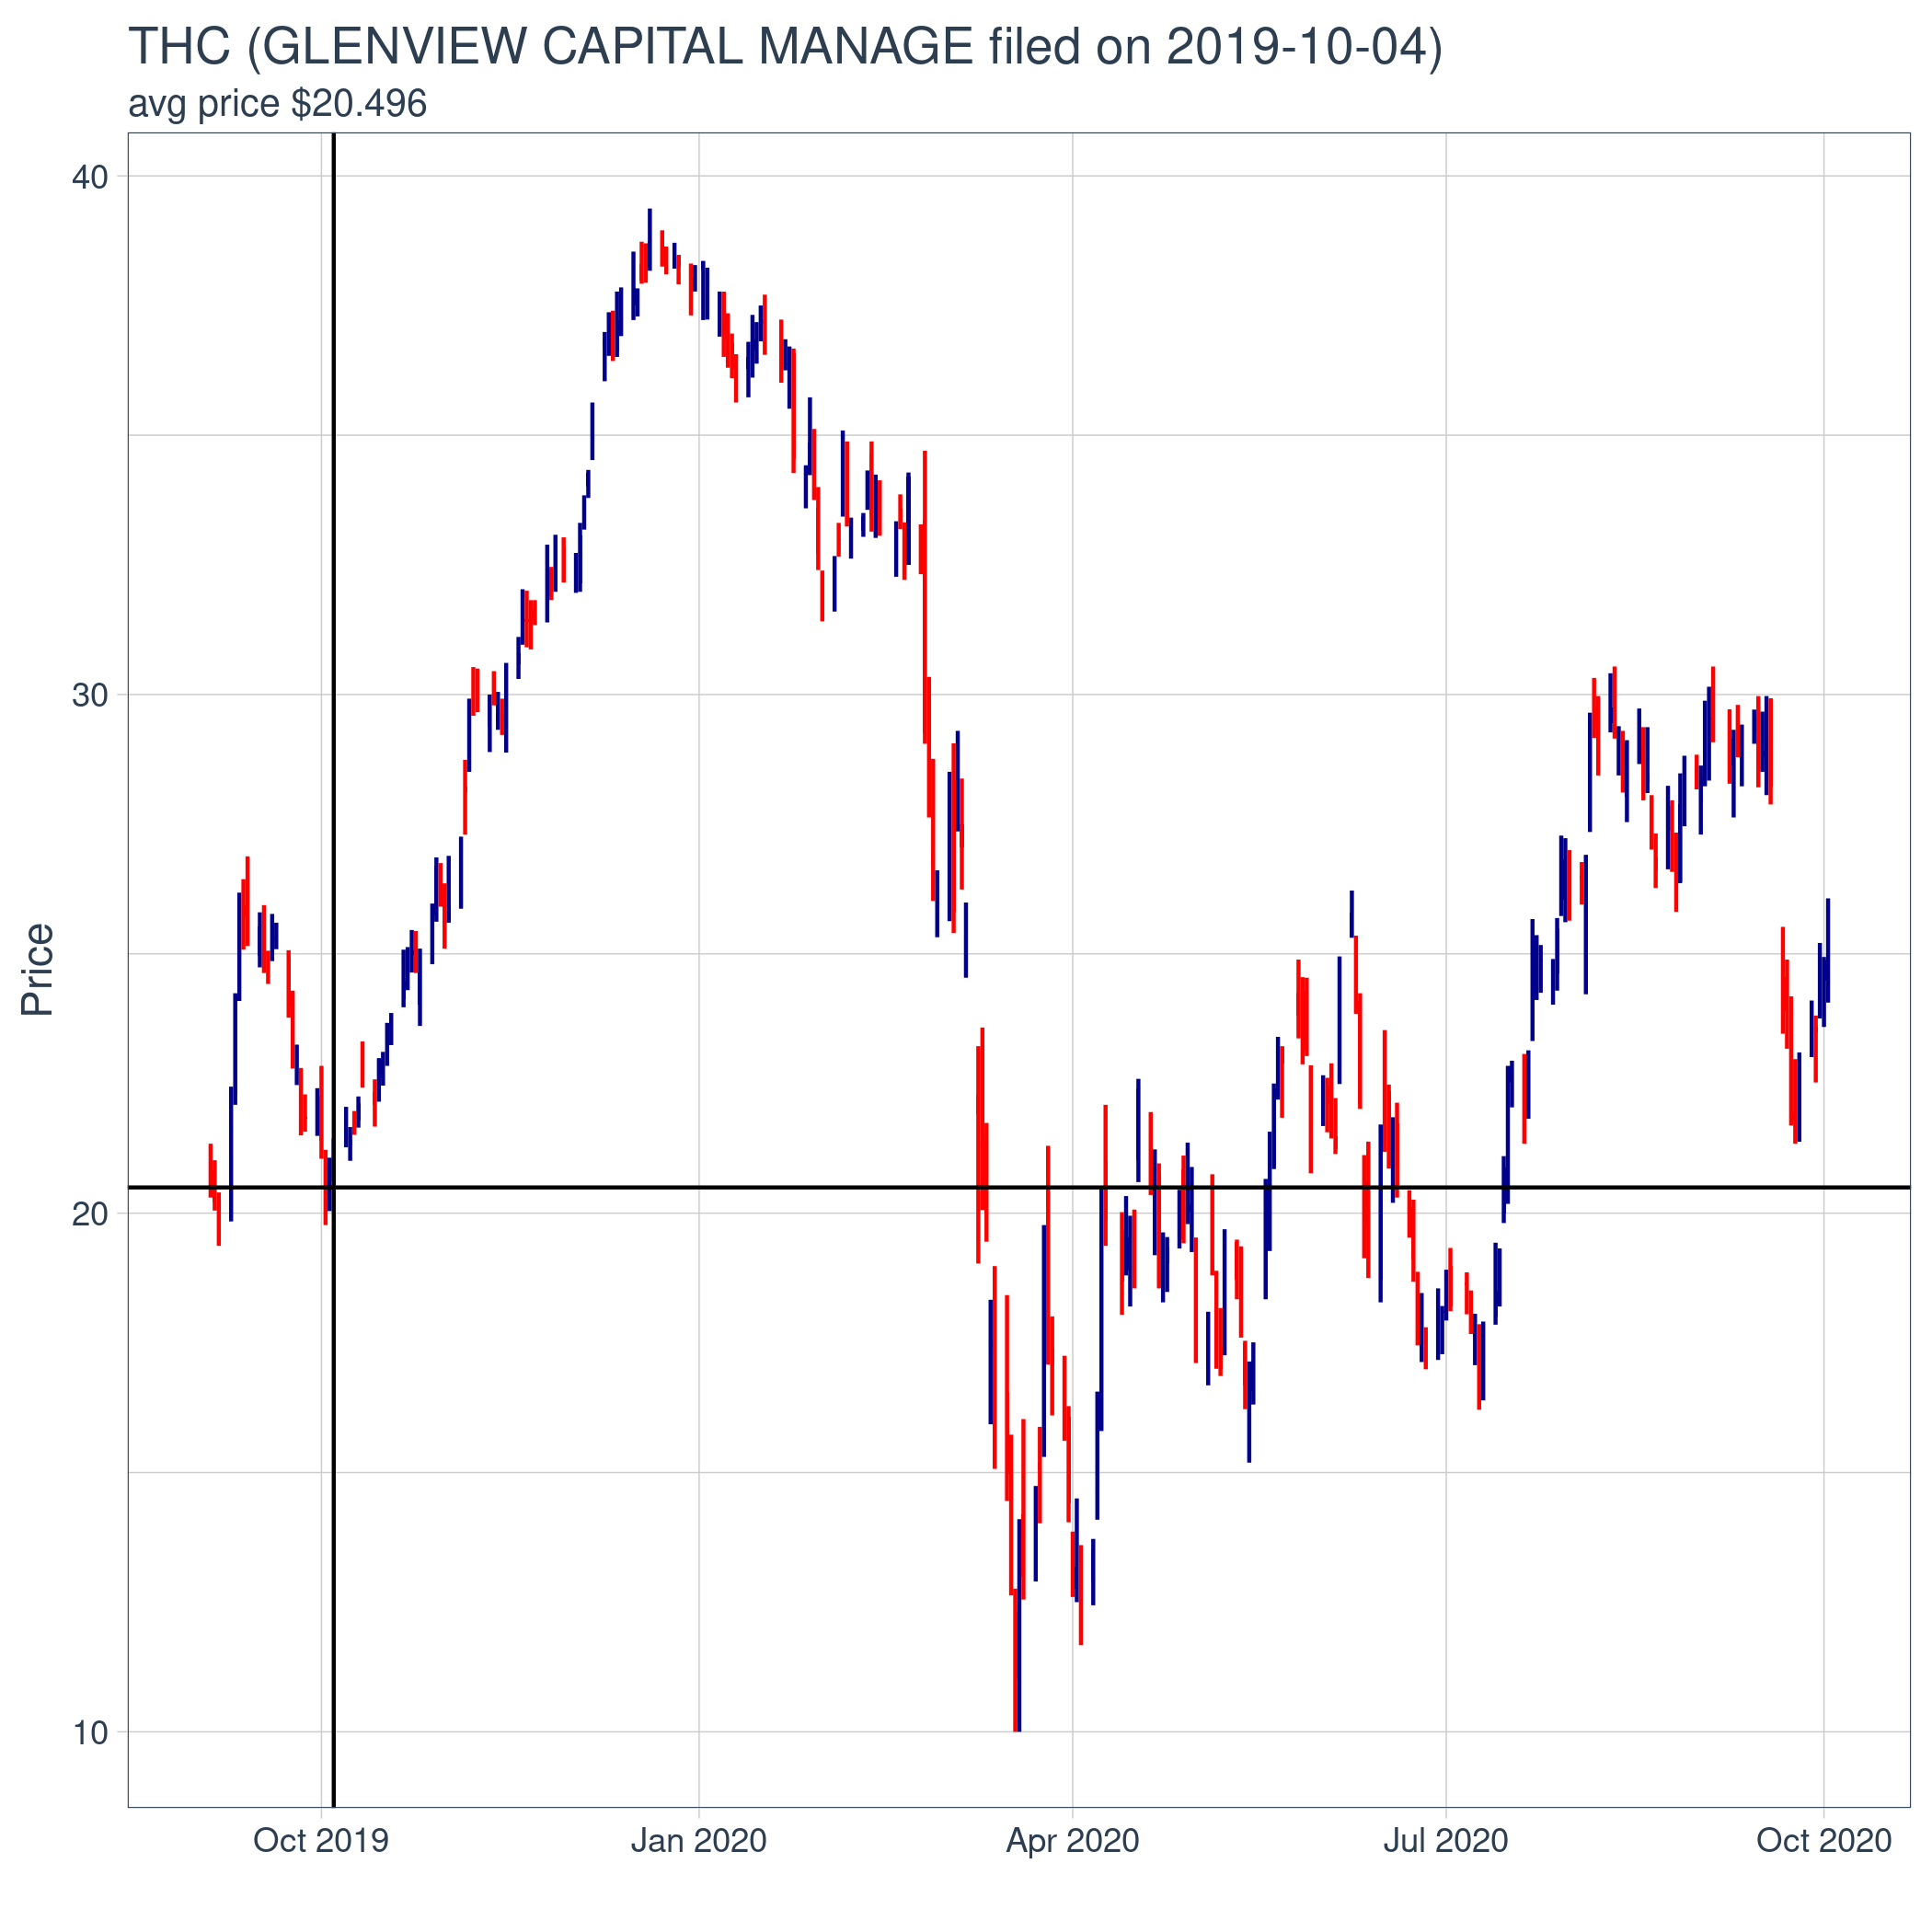 THC (GLENVIEW CAPITAL MANAGE filed on 2019-10-04)
avg price $20.496
40
30
20
10
Price
Oct 2019
Jan 2020
Apr 2020
Jul 2020
Oct 2020